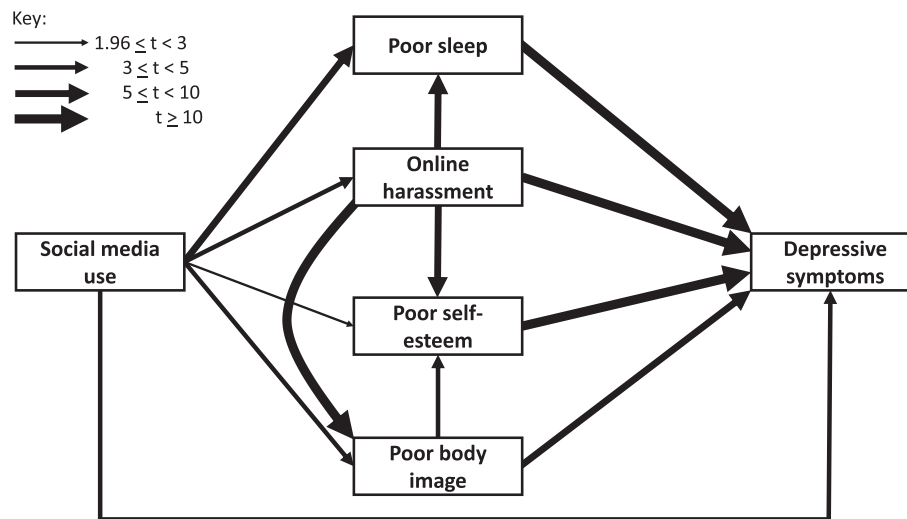 Key:
1.96 ≤ t < 3
3 ≤ t < 5
5 ≤ t < 10
t ≥ 10
Poor sleep
Online
harassment
Social media
use
Depressive
symptoms
Poor self-
esteem
Poor body
image